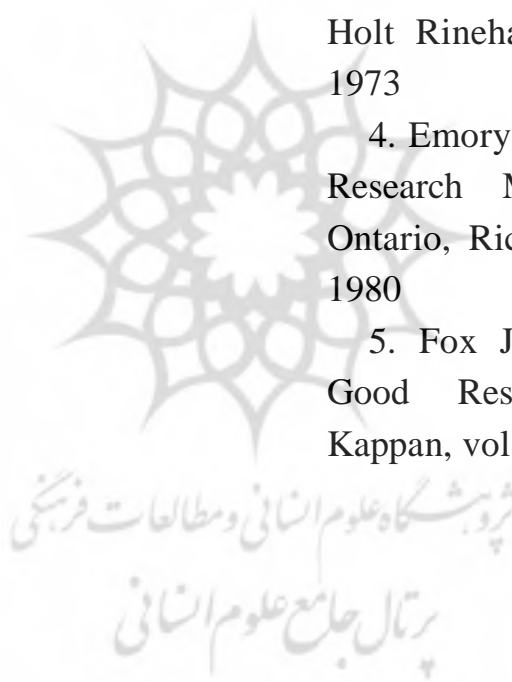 Holt Rineha
1973
4. Emory
Research M
Ontario, Ric
1980
5. Fox J
Good Res
Kappan, vol
پژوهشگاه علوم انسانی و مطالعات فرهنگی
پرتال جامع علوم انسانی